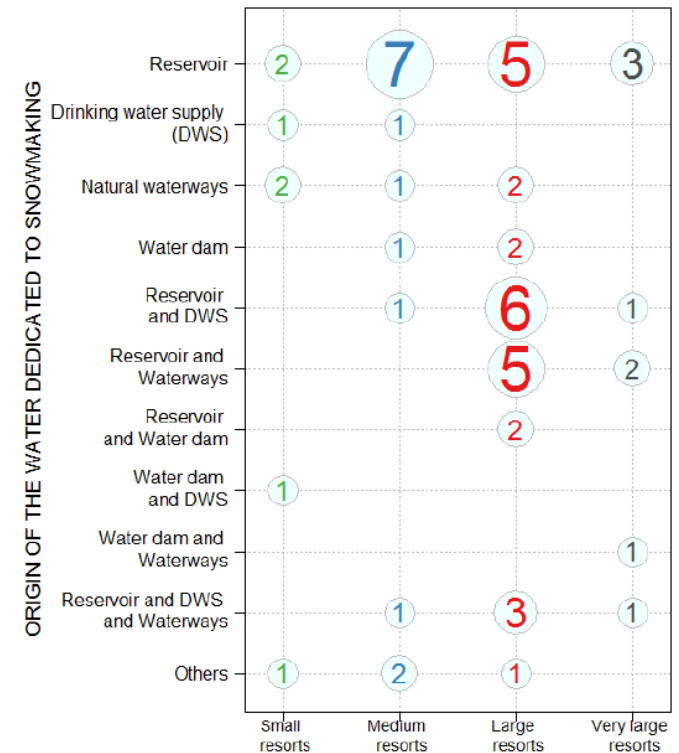 ORIGIN OF THE WATER DEDICATED TO SNOWMAKING
Reservoir 2 7 5 3
Drinking water supply
(DWS) 1 1
Natural waterways 2 1 2
Water dam 1 2
Reservoir
and DWS 1 6 1
Reservoir and
Waterways 5 2
Reservoir
and Water dam 2
Water dam
and DWS 1
Water dam and
Waterways 1
Reservoir and DWS
and Waterways 1 3 1
Others 1 2 1
Small Medium Large Very large
resorts resorts resorts resorts